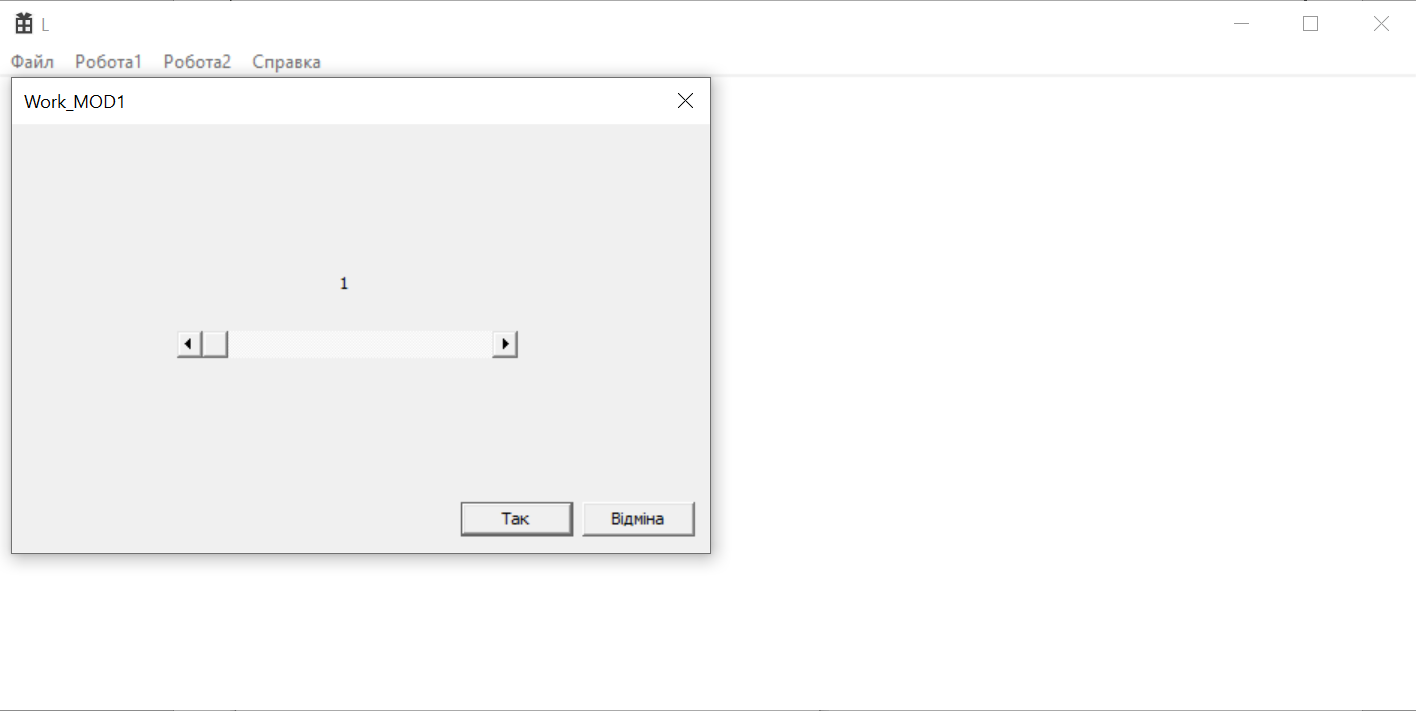 L
Файл Робота1 Робота2 Справка
Work_MOD1
1
Так Відміна